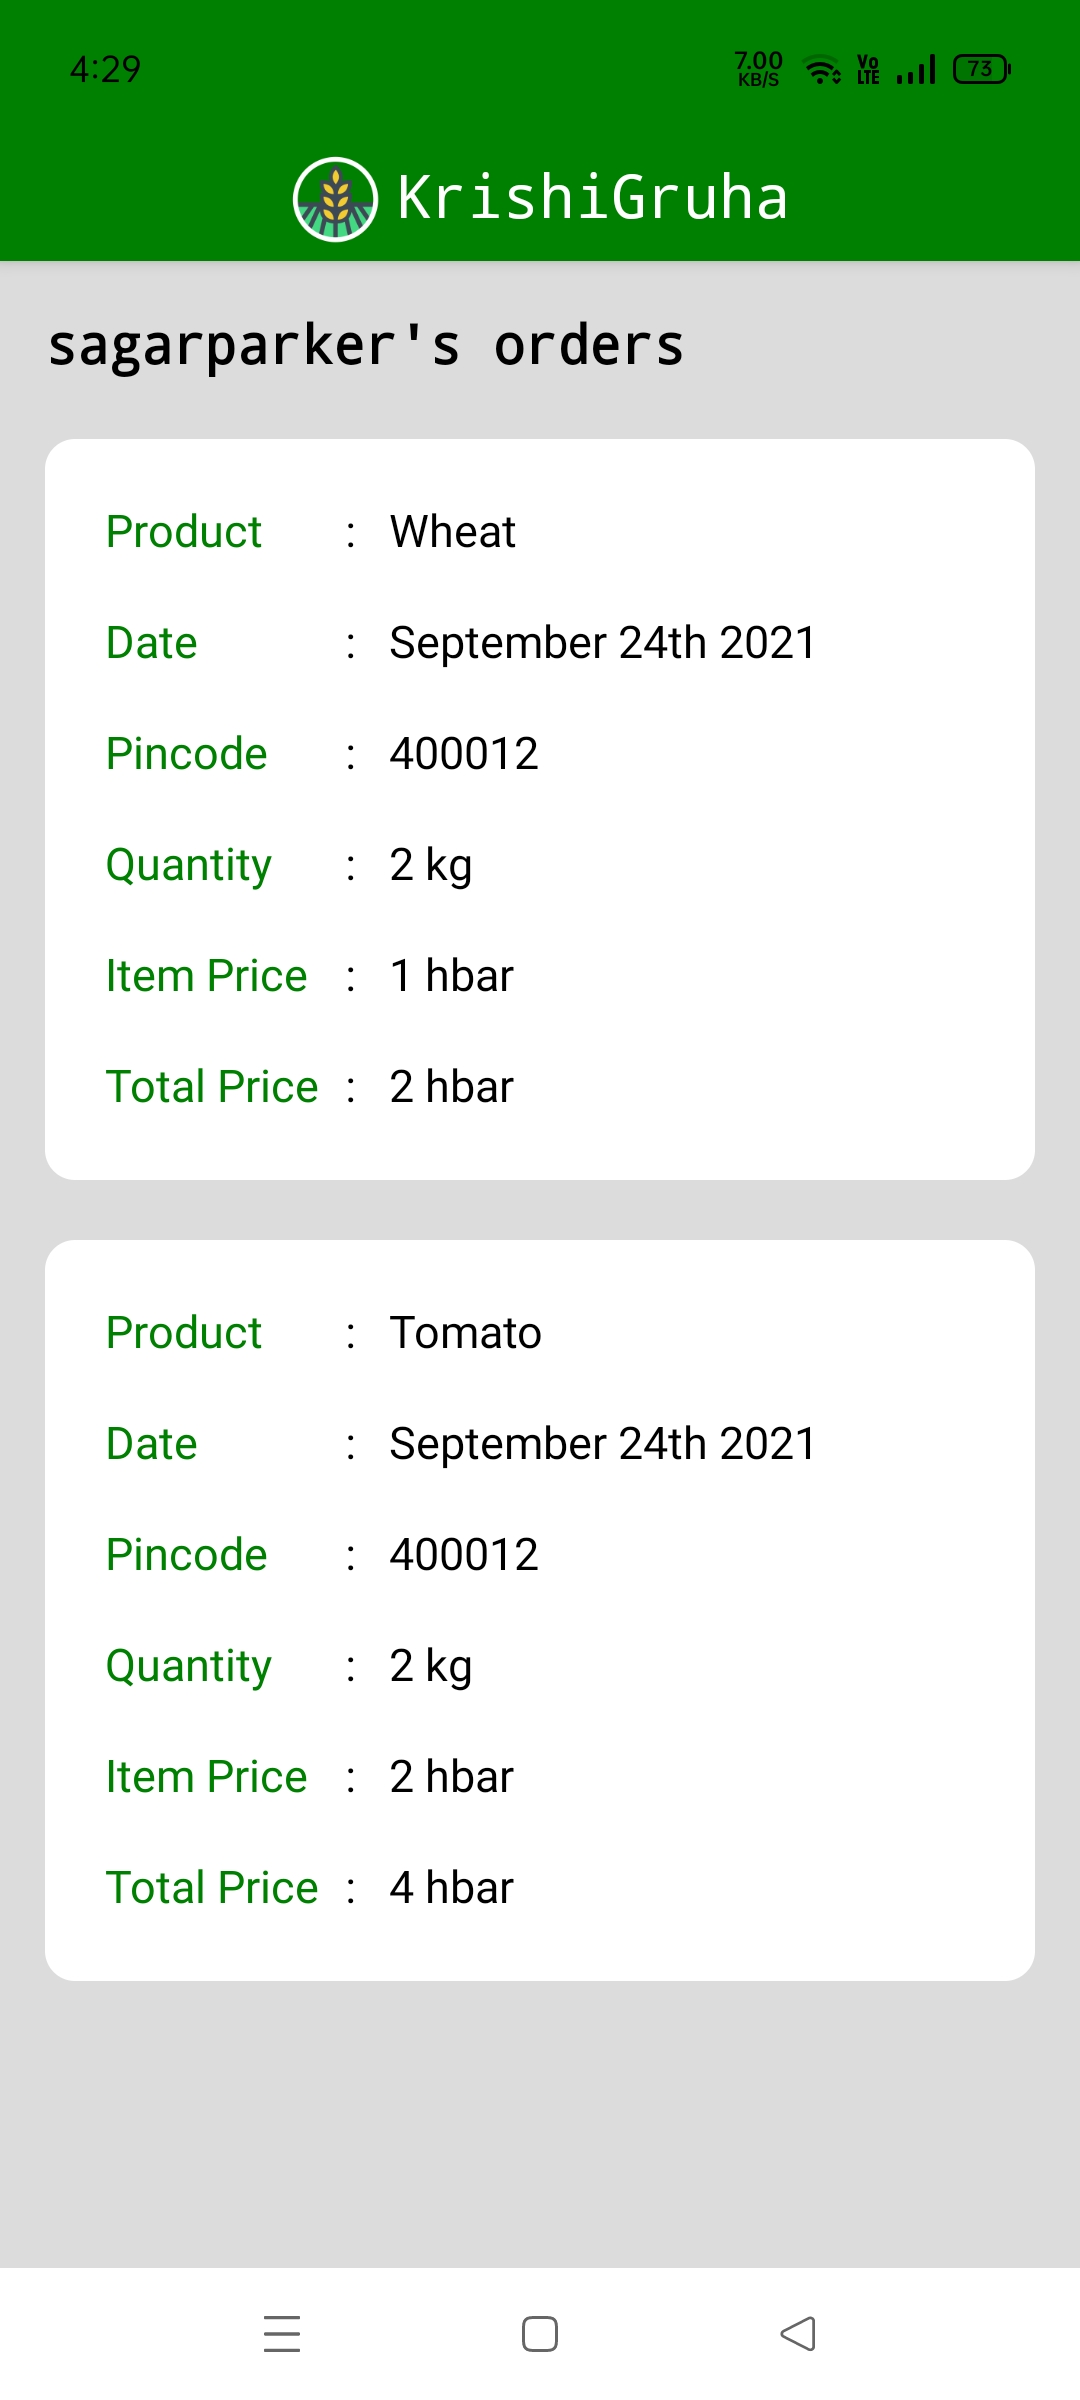 4:29 7.00 KB/S Vo LTE 73
KrishiGruha
sagarparker's orders
Product : Wheat
Date : September 24th 2021
Pincode : 400012
Quantity : 2 kg
Item Price : 1 hbar
Total Price : 2 hbar
Product : Tomato
Date : September 24th 2021
Pincode : 400012
Quantity : 2 kg
Item Price : 2 hbar
Total Price : 4 hbar